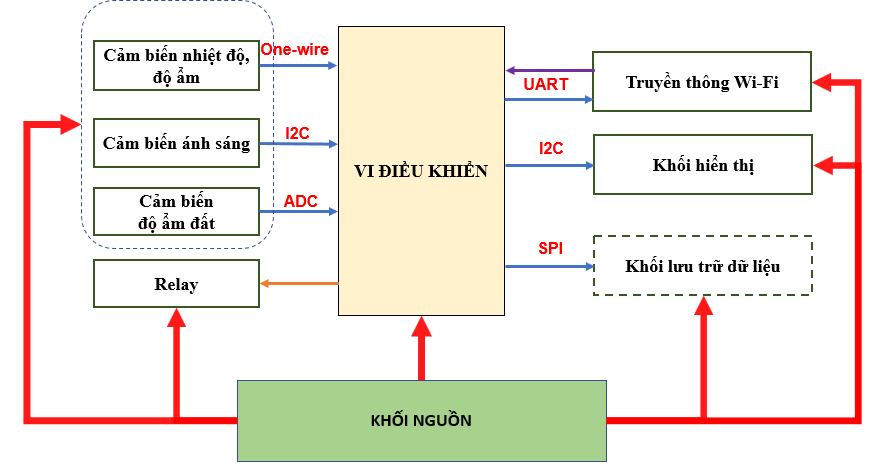 Cảm biến nhiệt độ,
độ ẩm
One-wire
Cảm biến ánh sáng
I2C
Cảm biến
độ ẩm đất
ADC
Relay
VI ĐIỀU KHIỂN
UART
Truyền thông Wi-Fi
I2C
Khối hiển thị
SPI
Khối lưu trữ dữ liệu
KHỐI NGUỒN